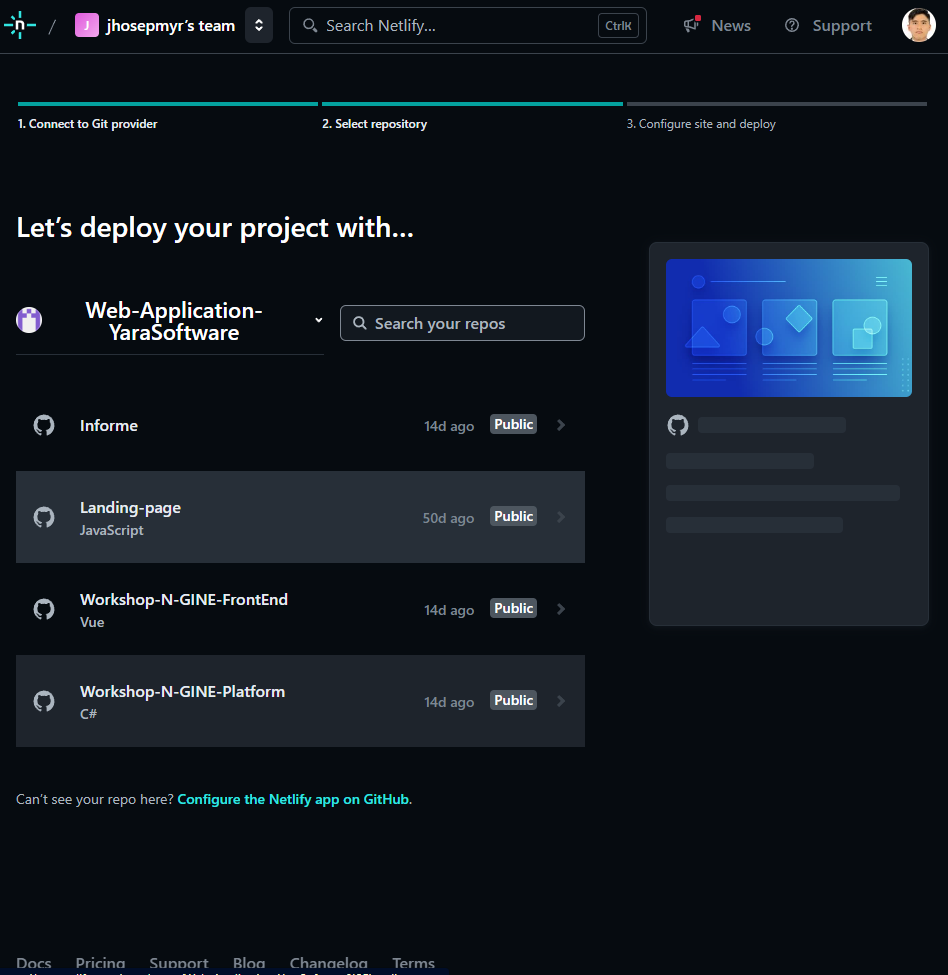 / J jhosepmyr's team Search Netlify... CtrlK News Support
1. Connect to Git provider 2. Select repository 3. Configure site and deploy
Let's deploy your project with...
Web-Application-
YaraSoftware
Search your repos
Informe 14d ago Public
Landing-page
JavaScript
50d ago Public
Workshop-N-GINE-FrontEnd
Vue
14d ago Public
Workshop-N-GINE-Platform
C#
14d ago Public
Can't see your repo here? Configure the Netlify app on GitHub.
Docs Pricing Support Blog Changelog Terms